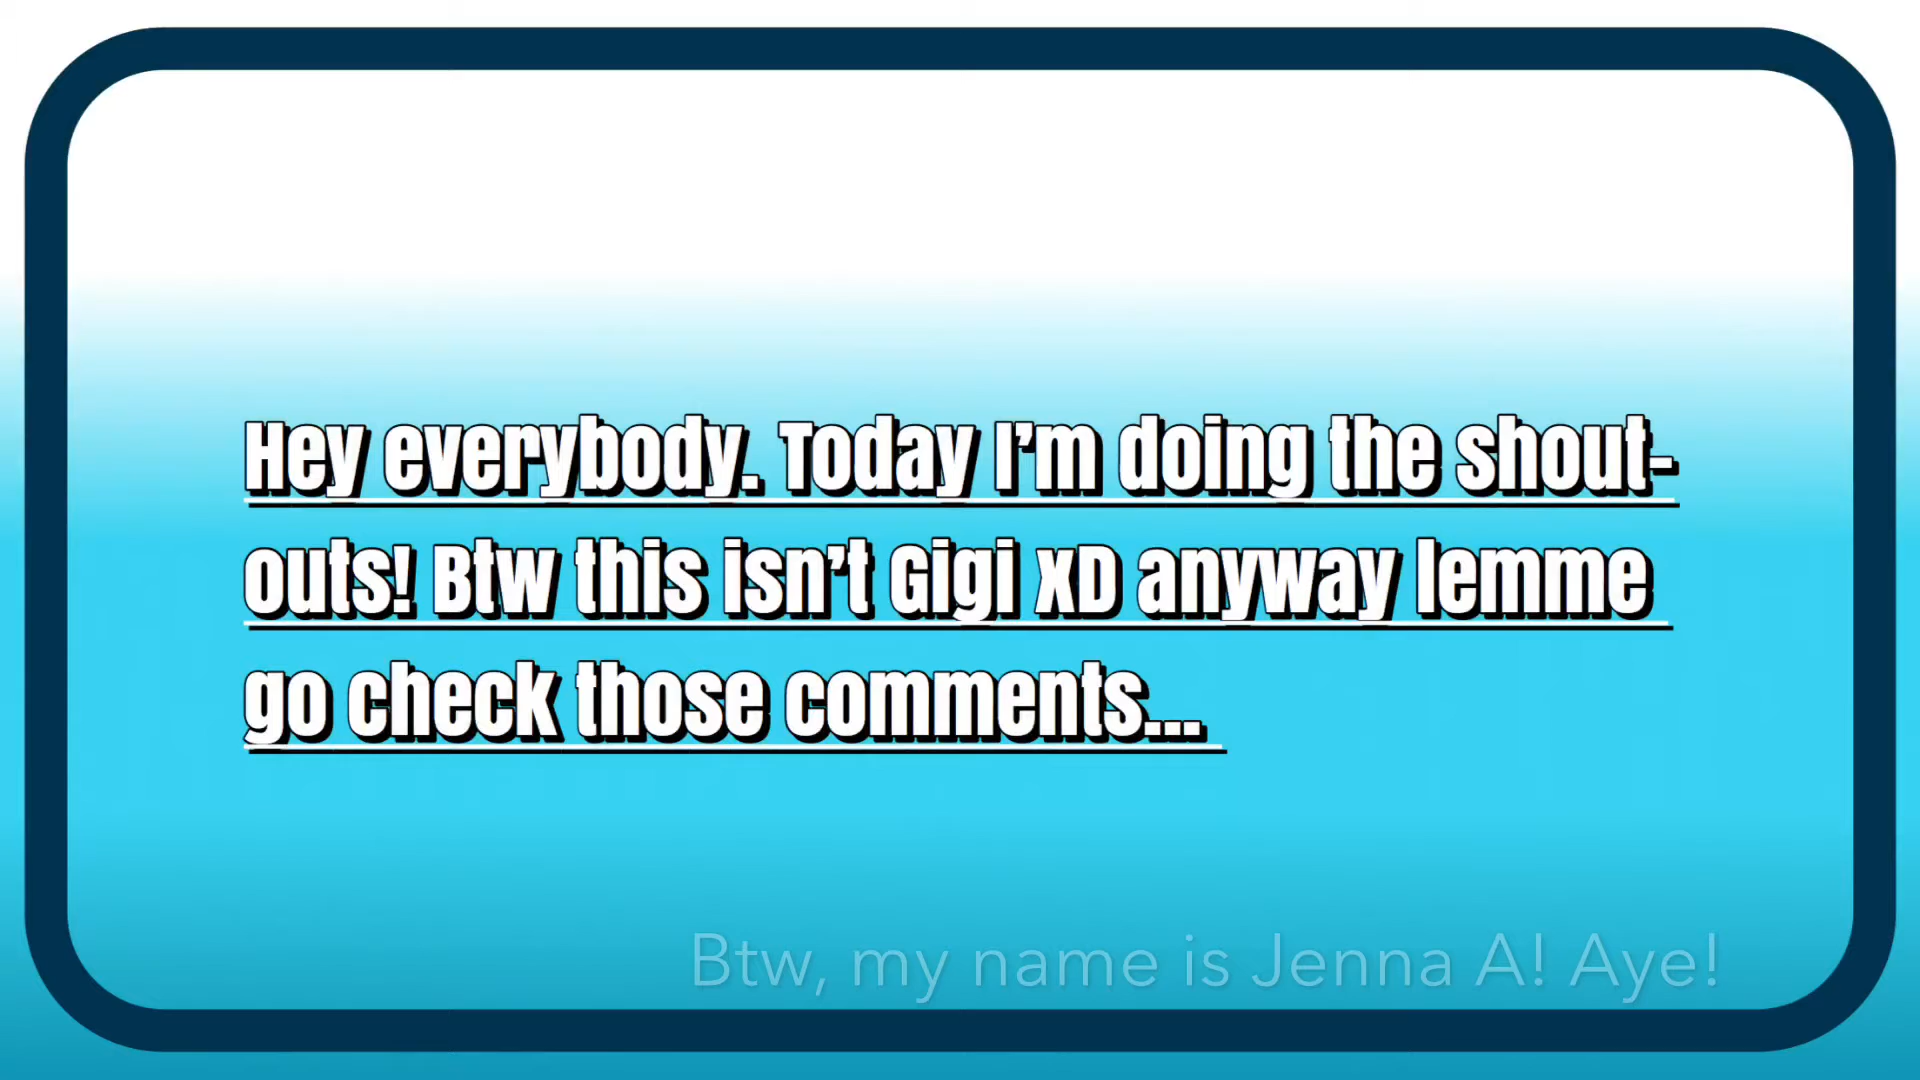 Hey everybody. Today I’m doing the shout-
outs! Btw this isn’t Gigi xD anyway lemme
go check those comments...
Btw, my name is Jenna A! Aye!